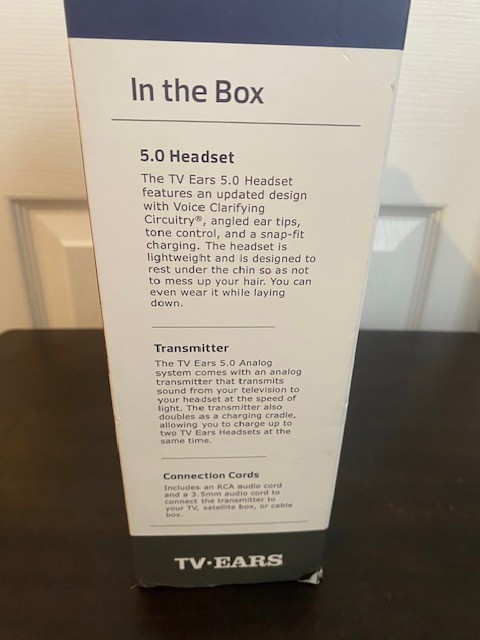 In the Box
5.0 Headset
The TV Ears 5.0 Headset
features an updated design
with Voice Clarifying
Circuitry®, angled ear tips,
tone control, and a snap-fit
charging. The headset is
lightweight and is designed to
rest under the chin so as not
to mess up your hair. You can
even wear it while laying
down.
Transmitter
The TV Ears 5.0 Analog
system comes with an analog
transmitter that transmits
sound from your television to
your headset at the speed of
light. The transmitter also
doubles as a charging cradle,
allowing you to charge up to
two TV Ears Headsets at the
same time.
Connection Cords
Includes an RCA audio cord
and a 3.5mm audio cord to
connect the transmitter to
your TV, satellite box, or cable
box.
TV·EARS